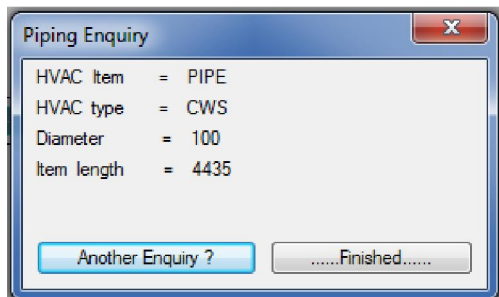 Piping Enquiry
HVAC Item = PIPE
HVAC type = CWS
Diameter = 100
Item length = 4435
Another Enquiry ? ......Finished......